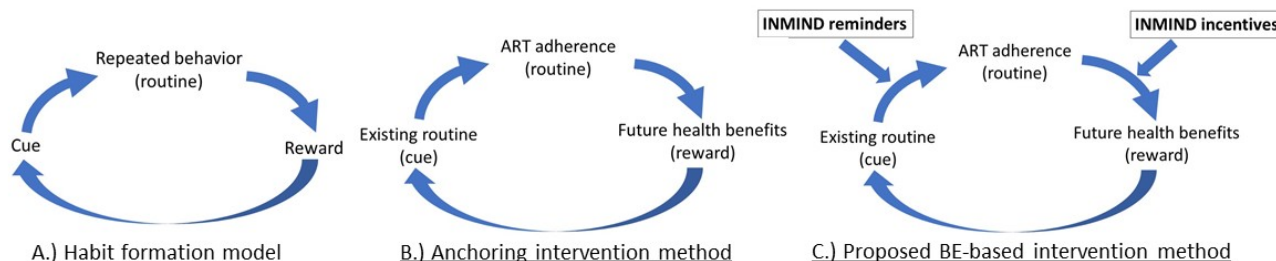 Repeated behavior
(routine)
Cue
Reward
A.) Habit formation model
ART adherence
(routine)
Existing routine
(cue)
Future health benefits
(reward)
B.) Anchoring intervention method
INMIND reminders
INMIND incentives
ART adherence
(routine)
Existing routine
(cue)
Future health benefits
(reward)
C.) Proposed BE-based intervention method